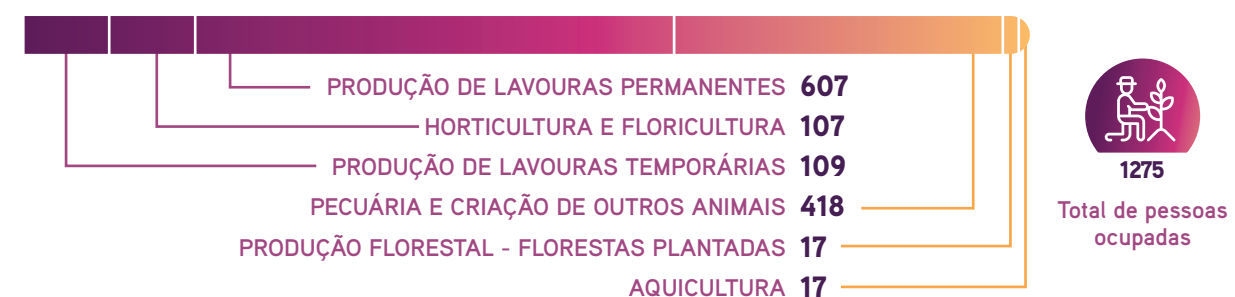 PRODUÇÃO DE LAVOURAS PERMANENTES 607
HORTICULTURA E FLORICULTURA 107
PRODUÇÃO DE LAVOURAS TEMPORÁRIAS 109
PECUÁRIA E CRIAÇÃO DE OUTROS ANIMAIS 418
PRODUÇÃO FLORESTAL - FLORESTAS PLANTADAS 17
AQUICULTURA 17
1275
Total de pessoas
ocupadas